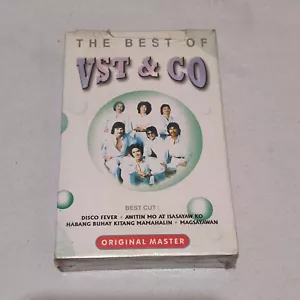 THE BEST OF
VST & CO
BEST CUT :
DISCO FEVER • AWITIN MO AT ISASAYAW KO
HABANG BUHAY KITANG MAMAHALIN • MAGSAYAWAN
ORIGINAL MASTER